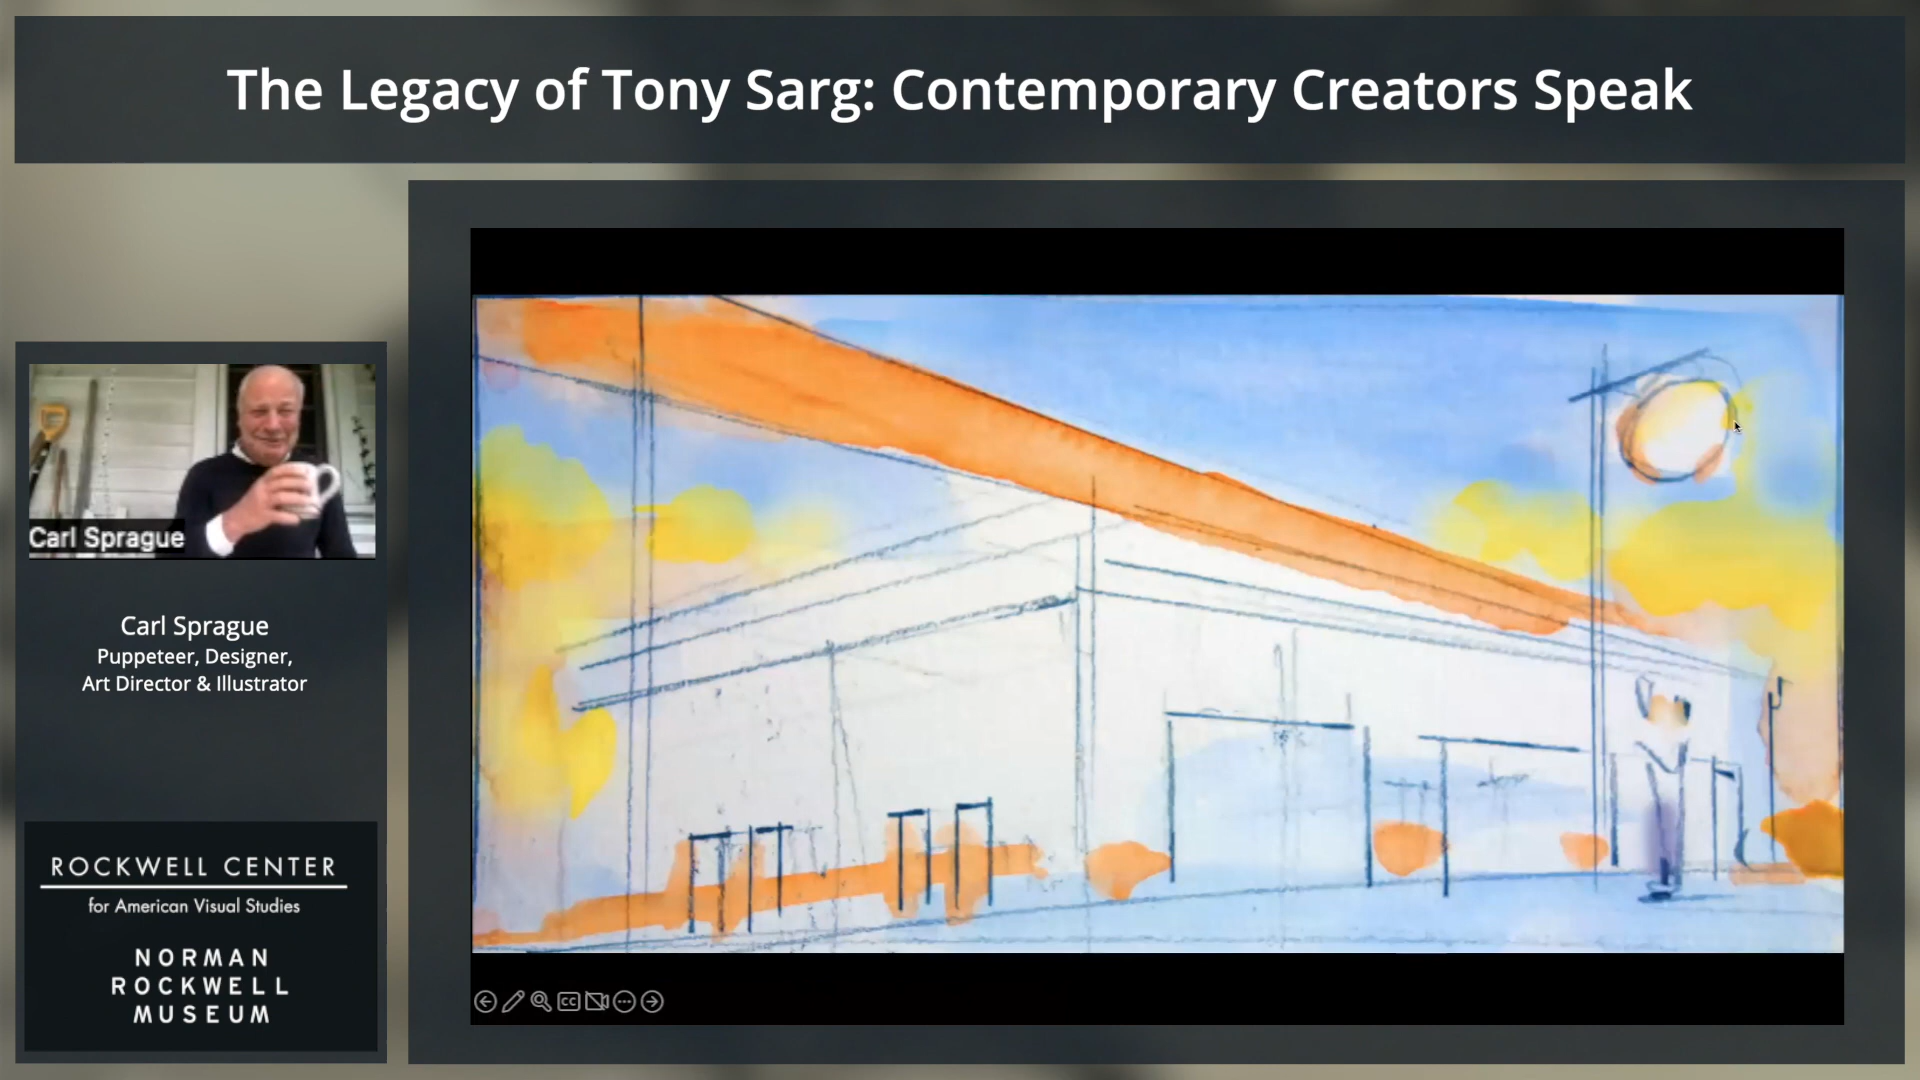 The Legacy of Tony Sarg: Contemporary Creators Speak
Carl Sprague
Carl Sprague
Puppeteer, Designer,
Art Director & Illustrator
ROCKWELL CENTER
for American Visual Studies
NORMAN
ROCKWELL
MUSEUM
CC